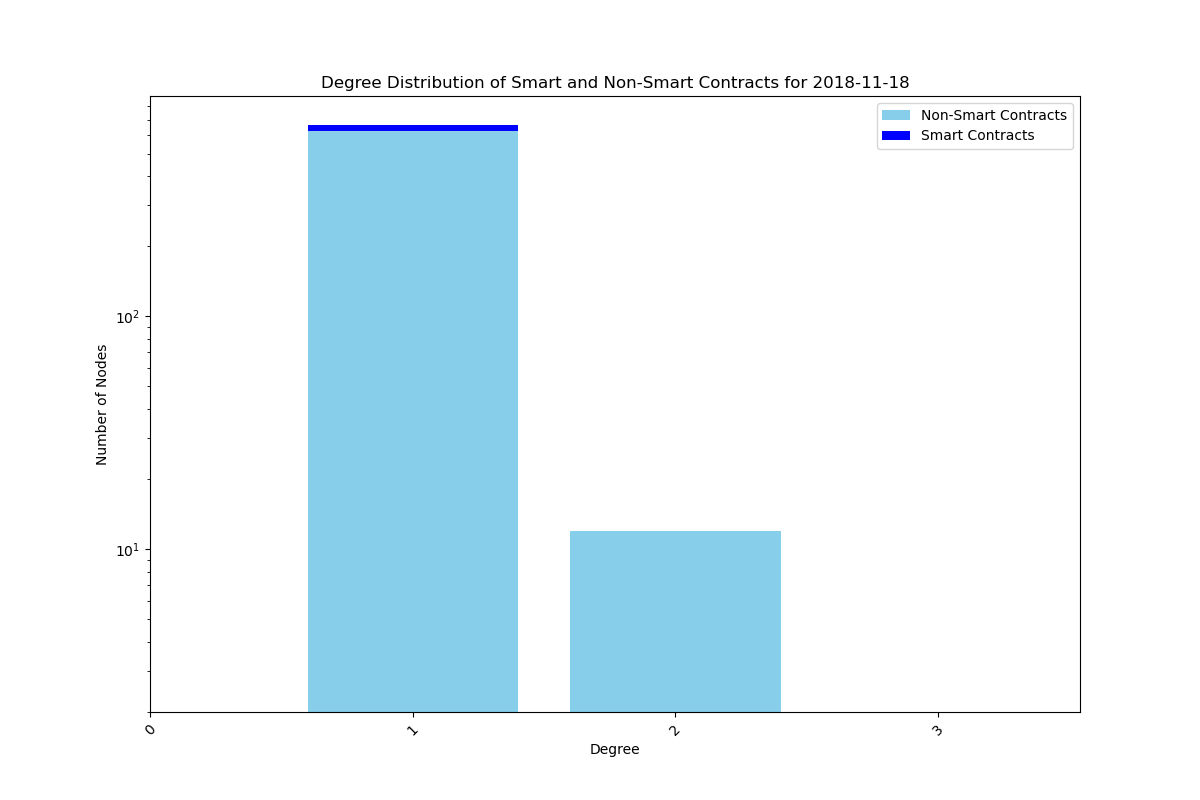 Degree Distribution of Smart and Non-Smart Contracts for 2018-11-18
Non-Smart Contracts
Smart Contracts
10²
10¹
Number of Nodes
0
1
2
3
Degree